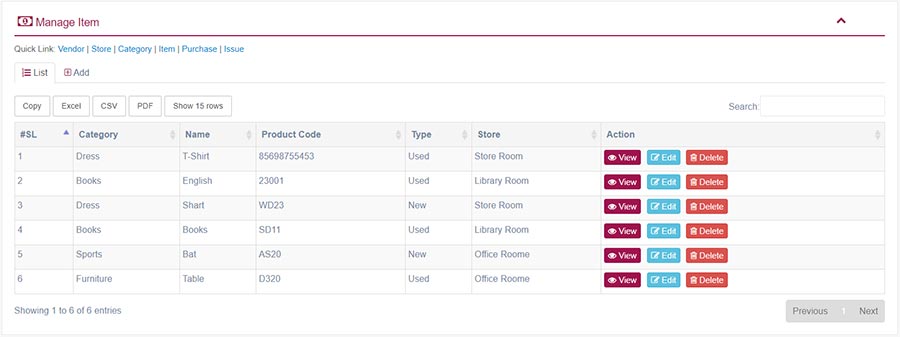 Manage Item
Quick Link: Vendor | Store | Category | Item | Purchase | Issue
List Add
Copy Excel CSV PDF Show 15 rows Search:
#SL Category Name Product Code Type Store Action
1 Dress T-Shirt 85698755453 Used Store Room View Edit Delete
2 Books English 23001 Used Library Room View Edit Delete
3 Dress Shart WD23 New Store Room View Edit Delete
4 Books Books SD11 Used Library Room View Edit Delete
5 Sports Bat AS20 New Office Roome View Edit Delete
6 Furniture Table D320 Used Office Roome View Edit Delete
Showing 1 to 6 of 6 entries Previous 1 Next